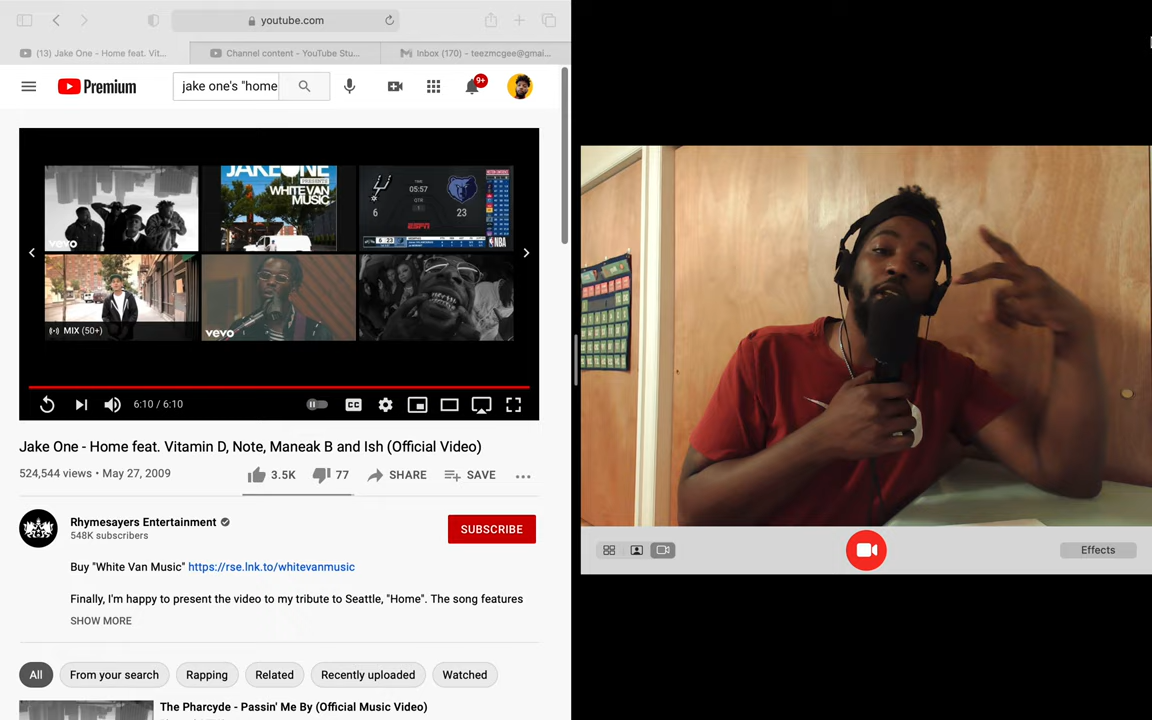 youtube.com
(13) Jake One - Home feat. Vit...
Channel content - YouTube Stu...
Inbox (170) - teezmcgee@gmai...
Premium
jake one's "home
9+
JAKE ONE
PRESENTS
WHITE VAN
MUSIC
05:57
6
23
ESPN
NBA
vevo
MIX (50+)
vevo
6:10 / 6:10
CC
Jake One - Home feat. Vitamin D, Note, Maneak B and Ish (Official Video)
524,544 views • May 27, 2009
3.5K
77
SHARE
SAVE
Rhymesayers Entertainment
548K subscribers
SUBSCRIBE
Buy "White Van Music" https://rse.lnk.to/whitevanmusic
Finally, I'm happy to present the video to my tribute to Seattle, "Home". The song features
SHOW MORE
All
From your search
Rapping
Related
Recently uploaded
Watched
The Pharcyde - Passin' Me By (Official Music Video)
Effects